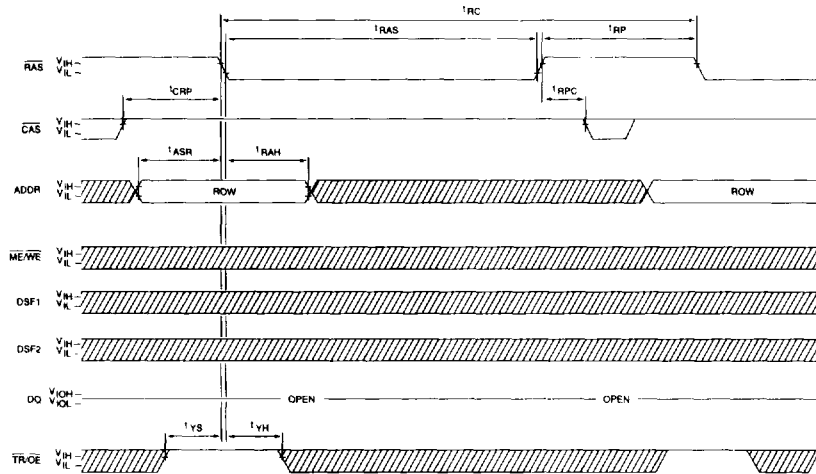 tRC
tRAS tRP
RAS VIH VIL
tCRP tRPC
CAS VIH VIL
tASR tRAH
ADDR VIH VIL ROW ROW
ME/WE VIH VIL
DSF1 VIH VIL
DSF2 VIH VIL
DQ VIOH VIOL OPEN OPEN
tYS tYH
TR/OE VIH VIL